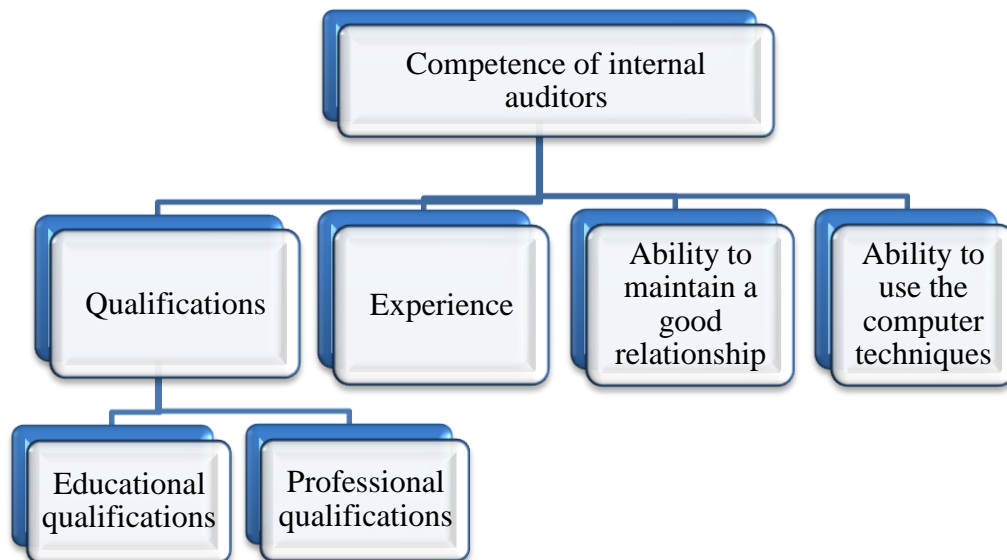 Competence of internal
auditors
Qualifications
Experience
Ability to
maintain a
good
relationship
Ability to
use the
computer
techniques
Educational
qualifications
Professional
qualifications